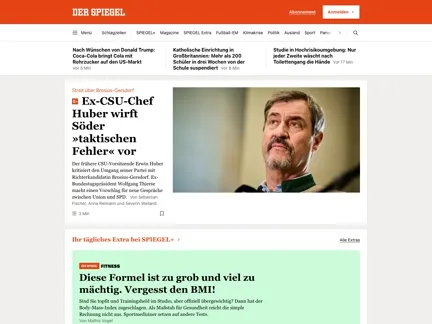 DER SPIEGEL
Abonnement
Anmelden
Menü Schlagzeilen SPIEGEL+ Magazine SPIEGEL Extra Fußball-EM Klimakrise Politik Ausland Sport
Nach Wünschen von Donald Trump:
Coca-Cola bringt Cola mit
Rohrzucker auf den US-Markt
Vor 8 Min
Katholische Einrichtung in
Großbritannien: Mehr als 200
Schüler in drei Wochen von der
Schule suspendiert Vor 9 Min
Studie in Hochrisikoumgebung: Nur
jeder Zweite wäscht nach
Toilettengang die Hände Vor 17 Min
Streit über Brosius-Gersdorf
S+ Ex-CSU-Chef
Huber wirft
Söder
»taktischen
Fehler« vor
Der frühere CSU-Vorsitzende Erwin Huber
kritisiert den Umgang seiner Partei mit
Richterkandidatin Brosius-Gersdorf. Ex-
Bundestagspräsident Wolfgang Thierse
macht einen Vorschlag für neue Gespräche
zwischen Union und SPD. Von Sebastian
Fischer, Anna Reimann und Severin Weiland
3 Min
Ihr tägliches Extra bei SPIEGEL+
Alle Extras
FITNESS
Diese Formel ist zu grob und viel zu
mächtig. Vergesst den BMI!
Sind Sie topfit und Trainingsheld im Studio, aber offiziell übergewichtig? Dann hat der
Body-Mass-Index zugeschlagen. Als Maßstab für Gesundheit reicht die simple
Rechnung nicht aus. Sportmediziner setzen auf andere Tests.